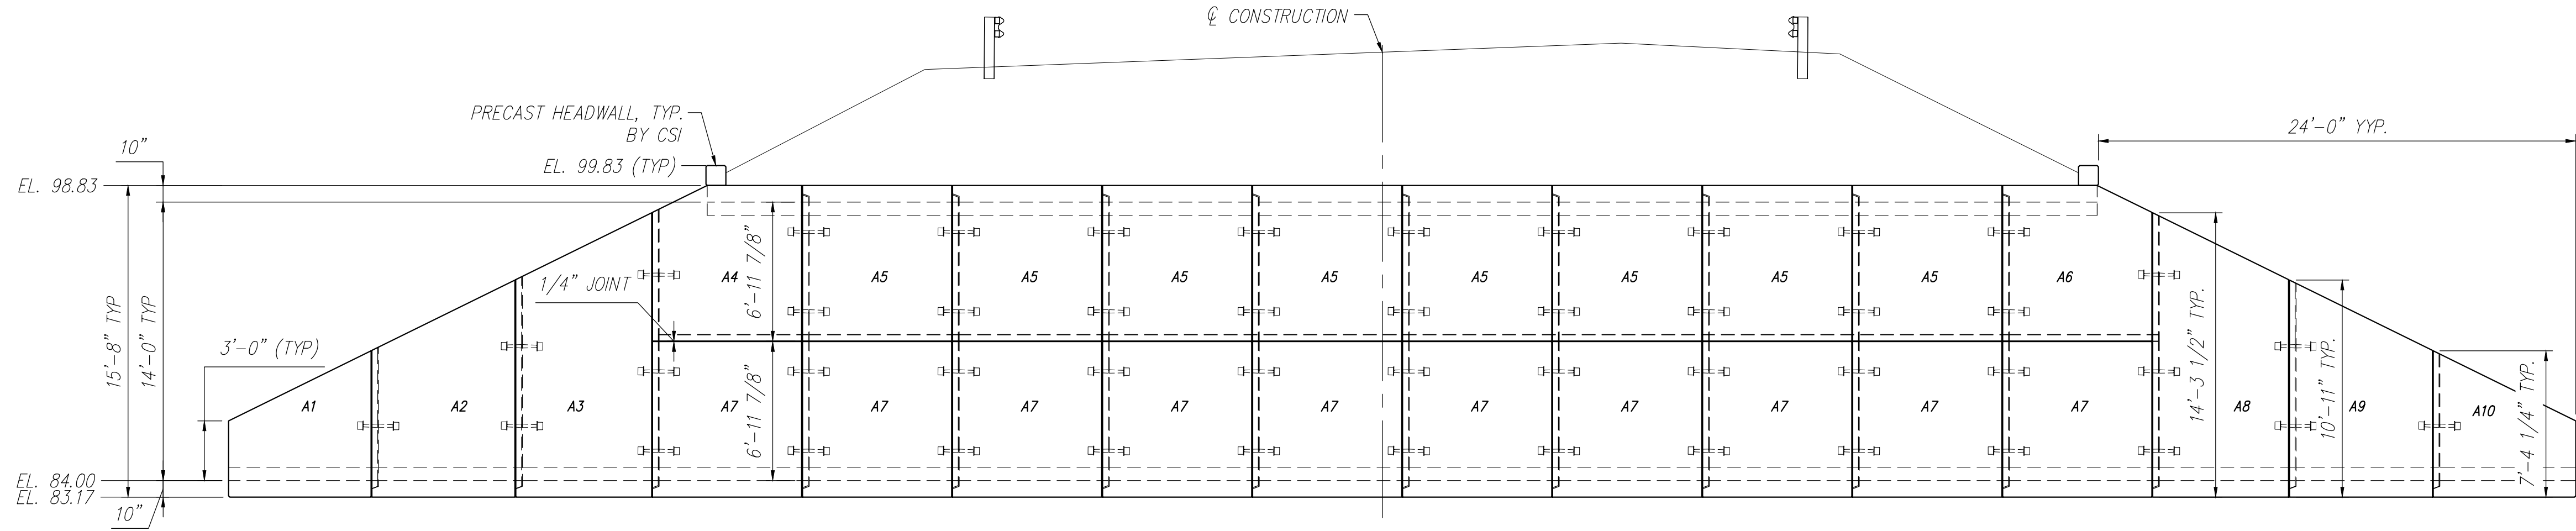 ℄ CONSTRUCTION
PRECAST HEADWALL, TYP.
BY CSI
EL. 99.83 (TYP)
24'-0" YYP.
10"
EL. 98.83
15'-8" TYP
14'-0" TYP
3'-0" (TYP)
1/4" JOINT
6'-11 7/8"
A4
A5
A5
A5
A5
A5
A5
A5
A5
A6
6'-11 7/8"
A1
A2
A3
A7
A7
A7
A7
A7
A7
A7
A7
A7
A7
14'-3 1/2" TYP.
A8
10'-11" TYP.
A9
A10
7'-4 1/4" TYP.
EL. 84.00
EL. 83.17
10"